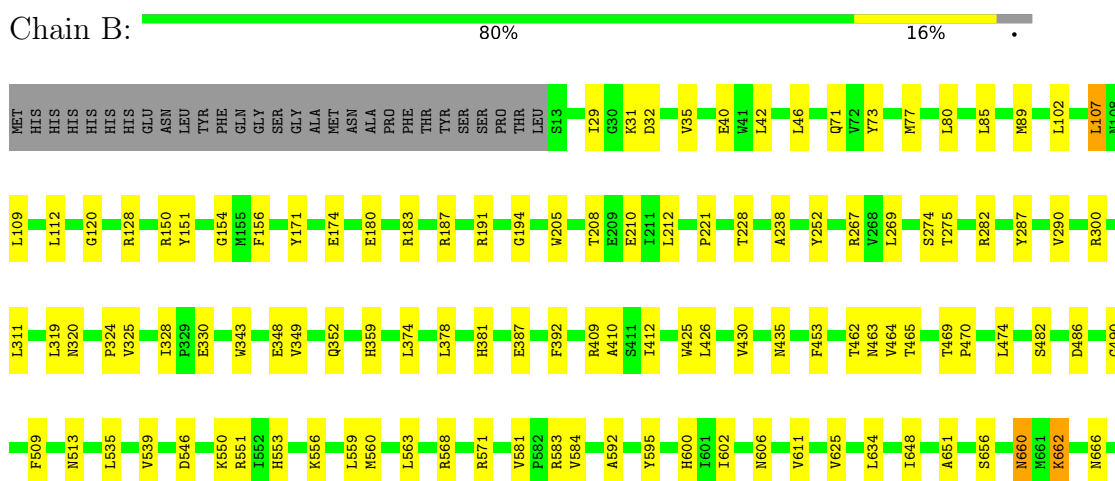 Chain B:
80% 16% •
MET HIS HIS HIS HIS HIS HIS GLU ASN LEU TYR PHE GLN GLY SER GLY ALA MET ASN ALA PRO PHE THR TYR SER SER PRO THR LEU S13 I29 G30 K31 D32 V35 E40 W41 L42 L46 Q71 V72 Y73 M77 L80 L85 M89 L102 L107 N108
L109 L112 G120 R128 R150 Y151 G154 M155 F156 Y171 E174 E180 R183 R187 R191 G194 W205 T208 E209 E210 I211 L212 P221 T228 A238 Y252 R267 V268 L269 S274 T275 R282 Y287 V290 R300
L311 L319 N320 P324 V325 I328 P329 E330 W343 E348 V349 Q352 H359 L374 L378 H381 E387 F392 R409 A410 S411 I412 W425 L426 V430 N435 F453 T462 N463 V464 T465 T469 P470 L474 S482 D486
F509 N513 L535 V539 D546 K550 R551 I552 H553 K556 L559 M560 L563 R568 R571 V581 P582 R583 V584 A592 Y595 H600 I601 I602 N606 V611 V625 L634 I648 A651 S656 N660 M661 K662 N666